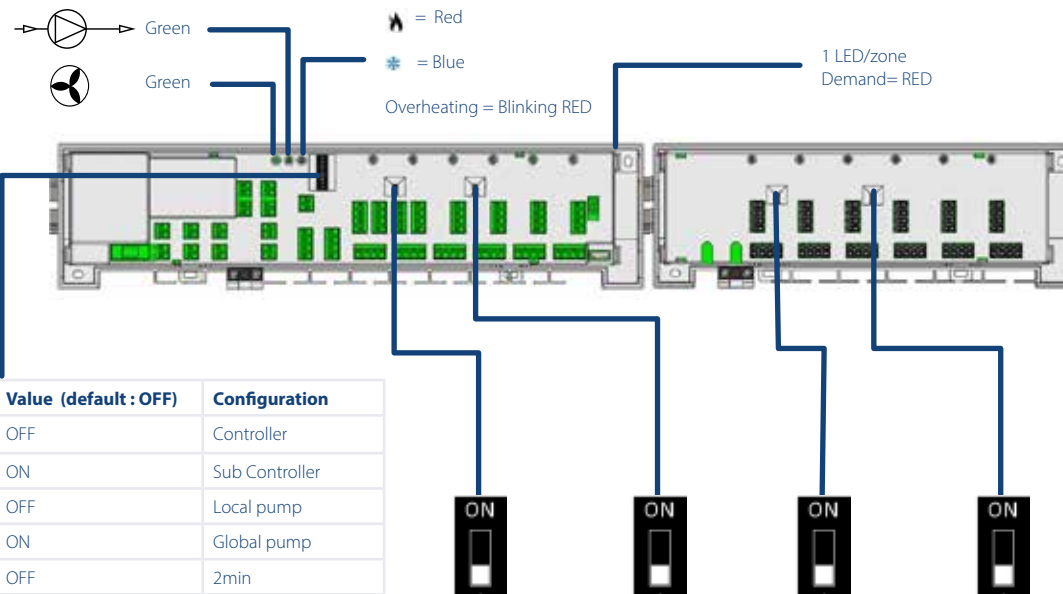 Green
Green
= Red
= Blue
Overheating = Blinking RED
1 LED/zone
Demand= RED
Value (default : OFF) Configuration
OFF Controller
ON Sub Controller
OFF Local pump
ON Global pump
OFF 2min
ON
ON
ON
ON